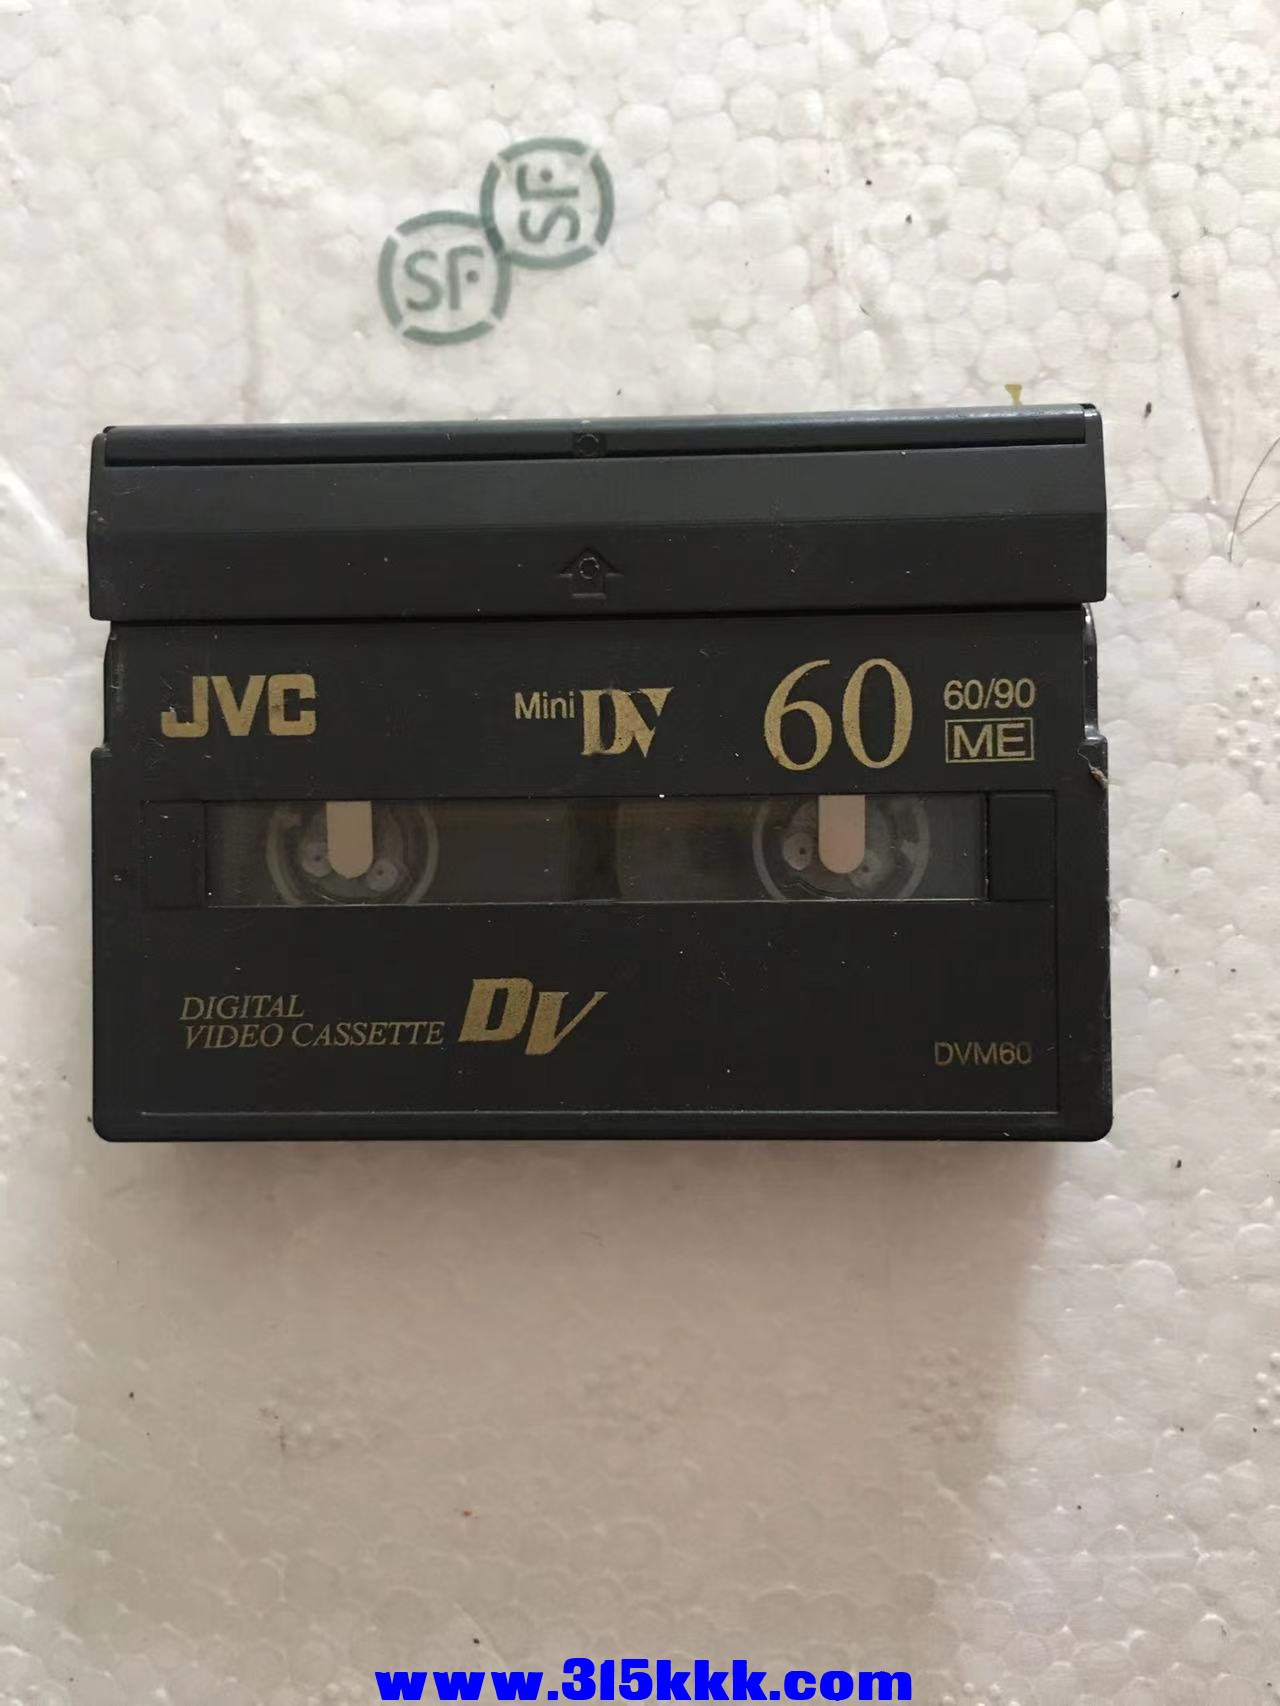 SF
SF
JVC
Mini DV
60
60/90
ME
DIGITAL
VIDEO CASSETTE
DV
DVM60
www.315kkk.com